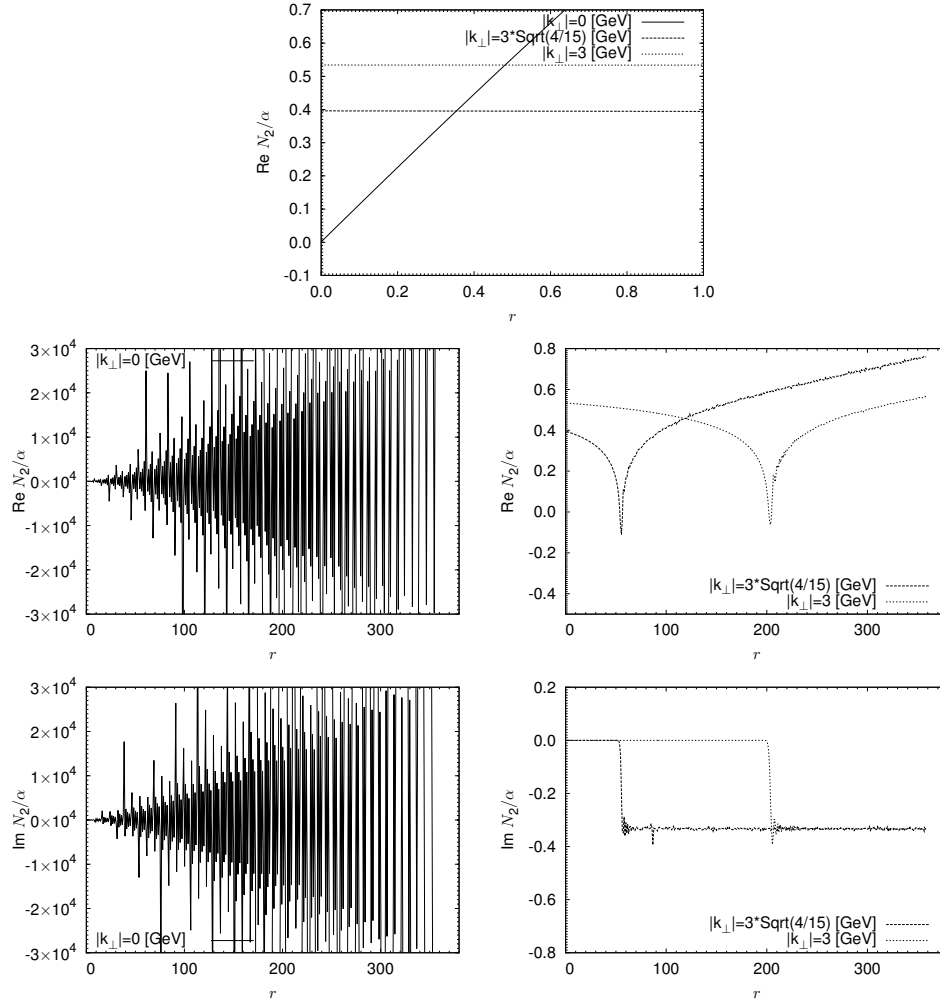 0.7
0.6
0.5
0.4
0.3
0.2
0.1
0.0
-0.1
Re N₂/α
|k⊥|=0 [GeV]
|k⊥|=3*Sqrt(4/15) [GeV]
|k⊥|=3 [GeV]
0.0 0.2 0.4 0.6 0.8 1.0
r
3×10⁴
2×10⁴
1×10⁴
0×10⁴
-1×10⁴
-2×10⁴
-3×10⁴
Re N₂/α
|k⊥|=0 [GeV]
0 100 200 300
r
0.8
0.6
0.4
0.2
0.0
-0.2
-0.4
Re N₂/α
|k⊥|=3*Sqrt(4/15) [GeV]
|k⊥|=3 [GeV]
0 100 200 300
r
3×10⁴
2×10⁴
1×10⁴
0×10⁴
-1×10⁴
-2×10⁴
-3×10⁴
Im N₂/α
|k⊥|=0 [GeV]
0 100 200 300
r
0.2
0.0
-0.2
-0.4
-0.6
-0.8
Im N₂/α
|k⊥|=3*Sqrt(4/15) [GeV]
|k⊥|=3 [GeV]
0 100 200 300
r